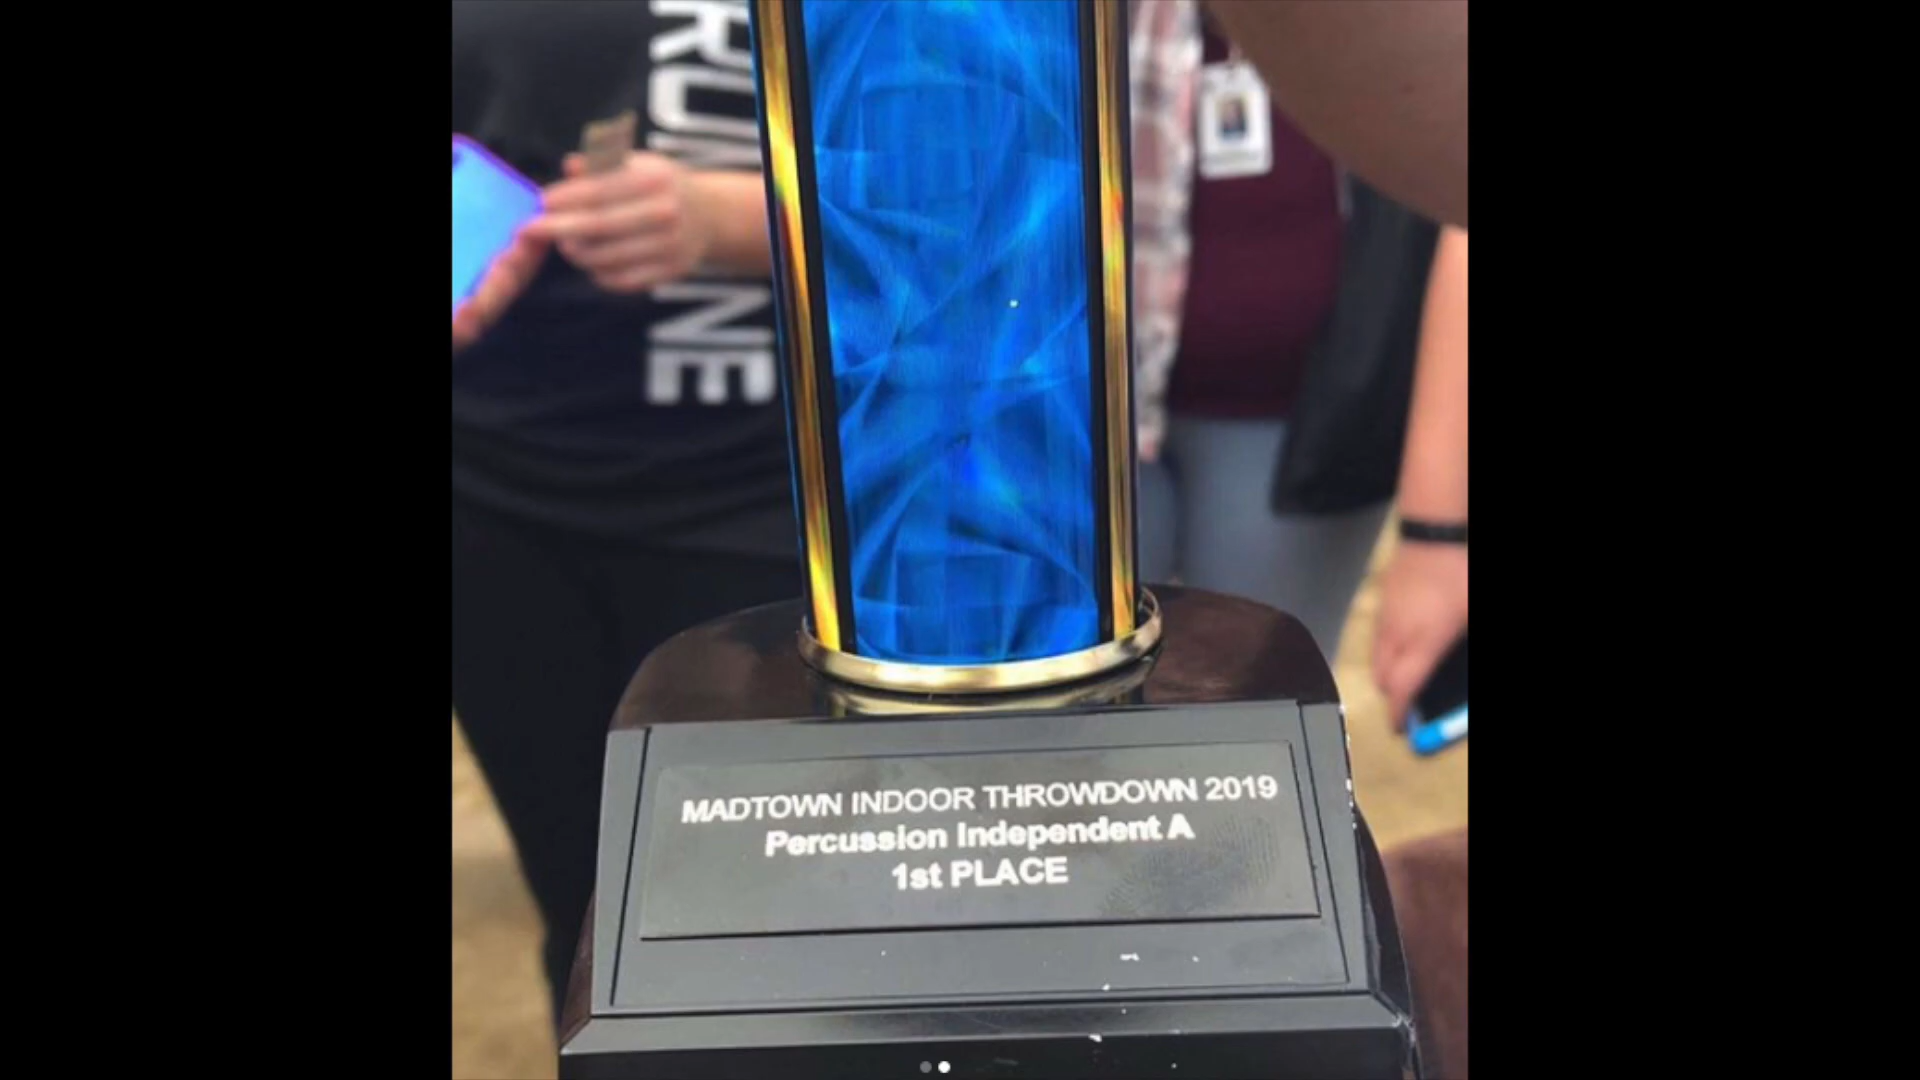 MADTOWN INDOOR THROWDOWN 2019
Percussion Independent A
1st PLACE